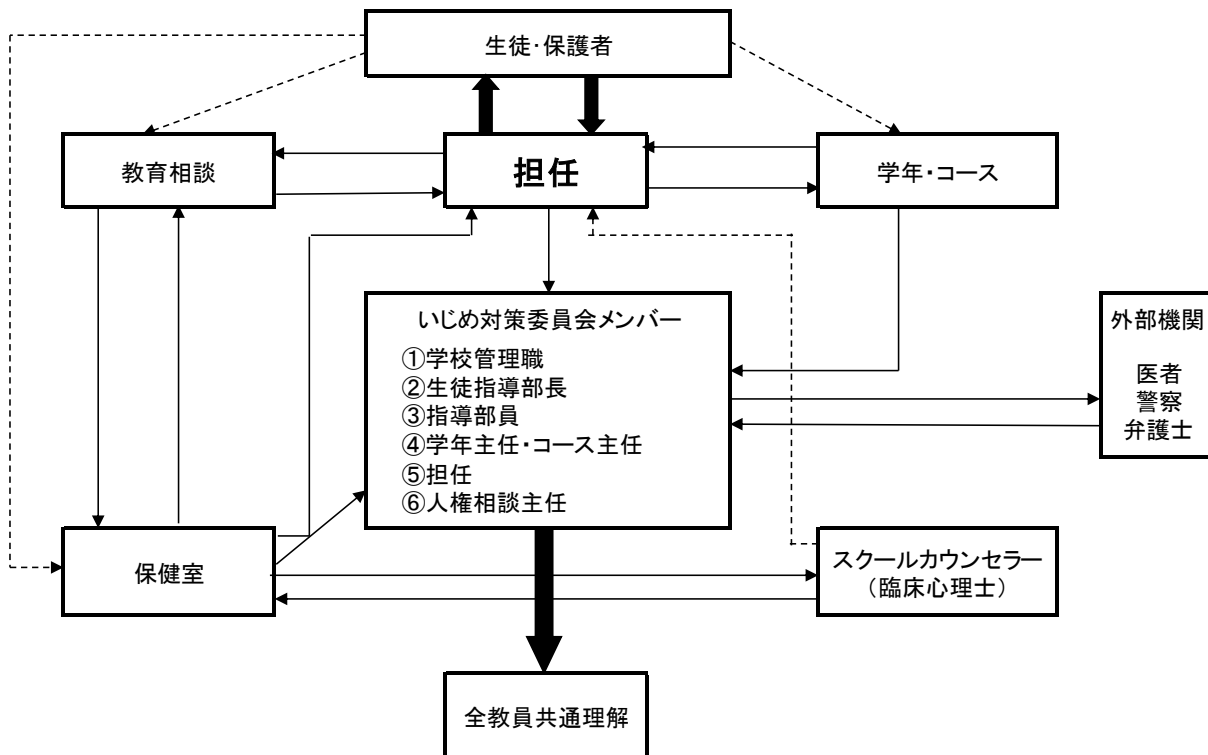 生徒・保護者
教育相談
担任
学年・コース
いじめ対策委員会メンバー
①学校管理職
②生徒指導部長
③指導部員
④学年主任・コース主任
⑤担任
⑥人権相談主任
外部機関
医者
警察
弁護士
保健室
スクールカウンセラー
(臨床心理士)
全教員共通理解